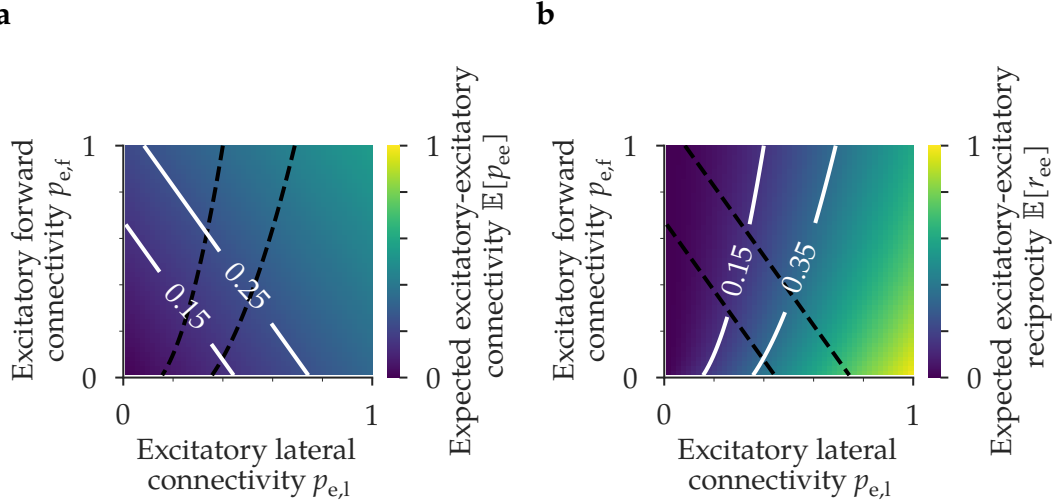 a
1
0
0
1
Excitatory forward
connectivity p_e,f
Excitatory lateral
connectivity p_e,l
0.15
0.25
1
0
Expected excitatory-excitatory
connectivity 𝔼[p_ee]
b
1
0
0
1
Excitatory forward
connectivity p_e,f
Excitatory lateral
connectivity p_e,l
0.15
0.35
1
0
Expected excitatory-excitatory
reciprocity 𝔼[r_ee]